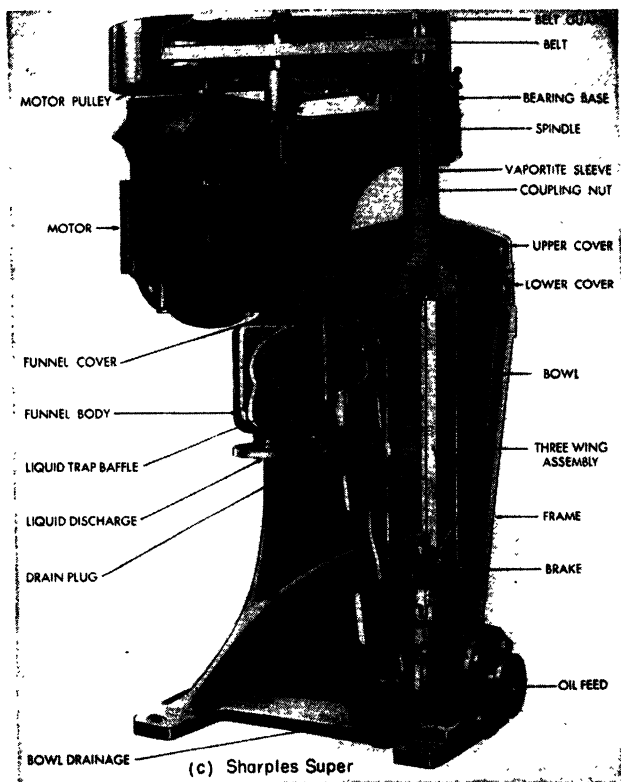 BELT GUARD
BELT
MOTOR PULLEY
BEARING BASE
SPINDLE
VAPORTITE SLEEVE
COUPLING NUT
MOTOR
UPPER COVER
LOWER COVER
FUNNEL COVER
BOWL
FUNNEL BODY
THREE WING
ASSEMBLY
LIQUID TRAP BAFFLE
LIQUID DISCHARGE
FRAME
DRAIN PLUG
BRAKE
OIL FEED
BOWL DRAINAGE
(c) Sharples Super